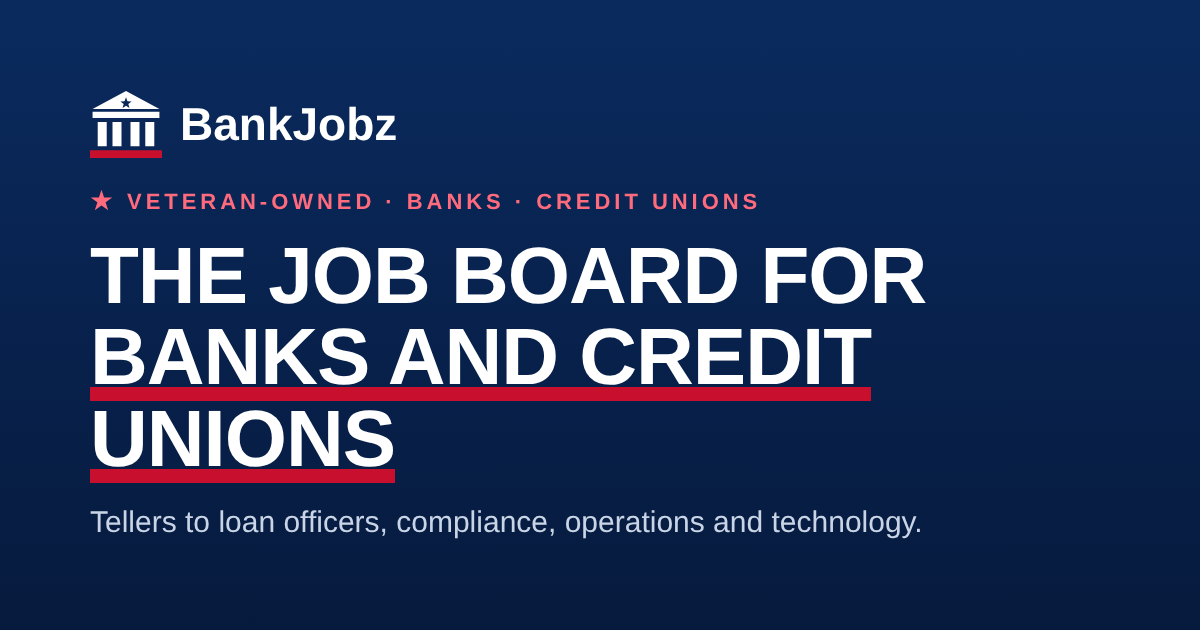 BankJobz
★ VETERAN-OWNED · BANKS · CREDIT UNIONS
THE JOB BOARD FOR
BANKS AND CREDIT
UNIONS
Tellers to loan officers, compliance, operations and technology.